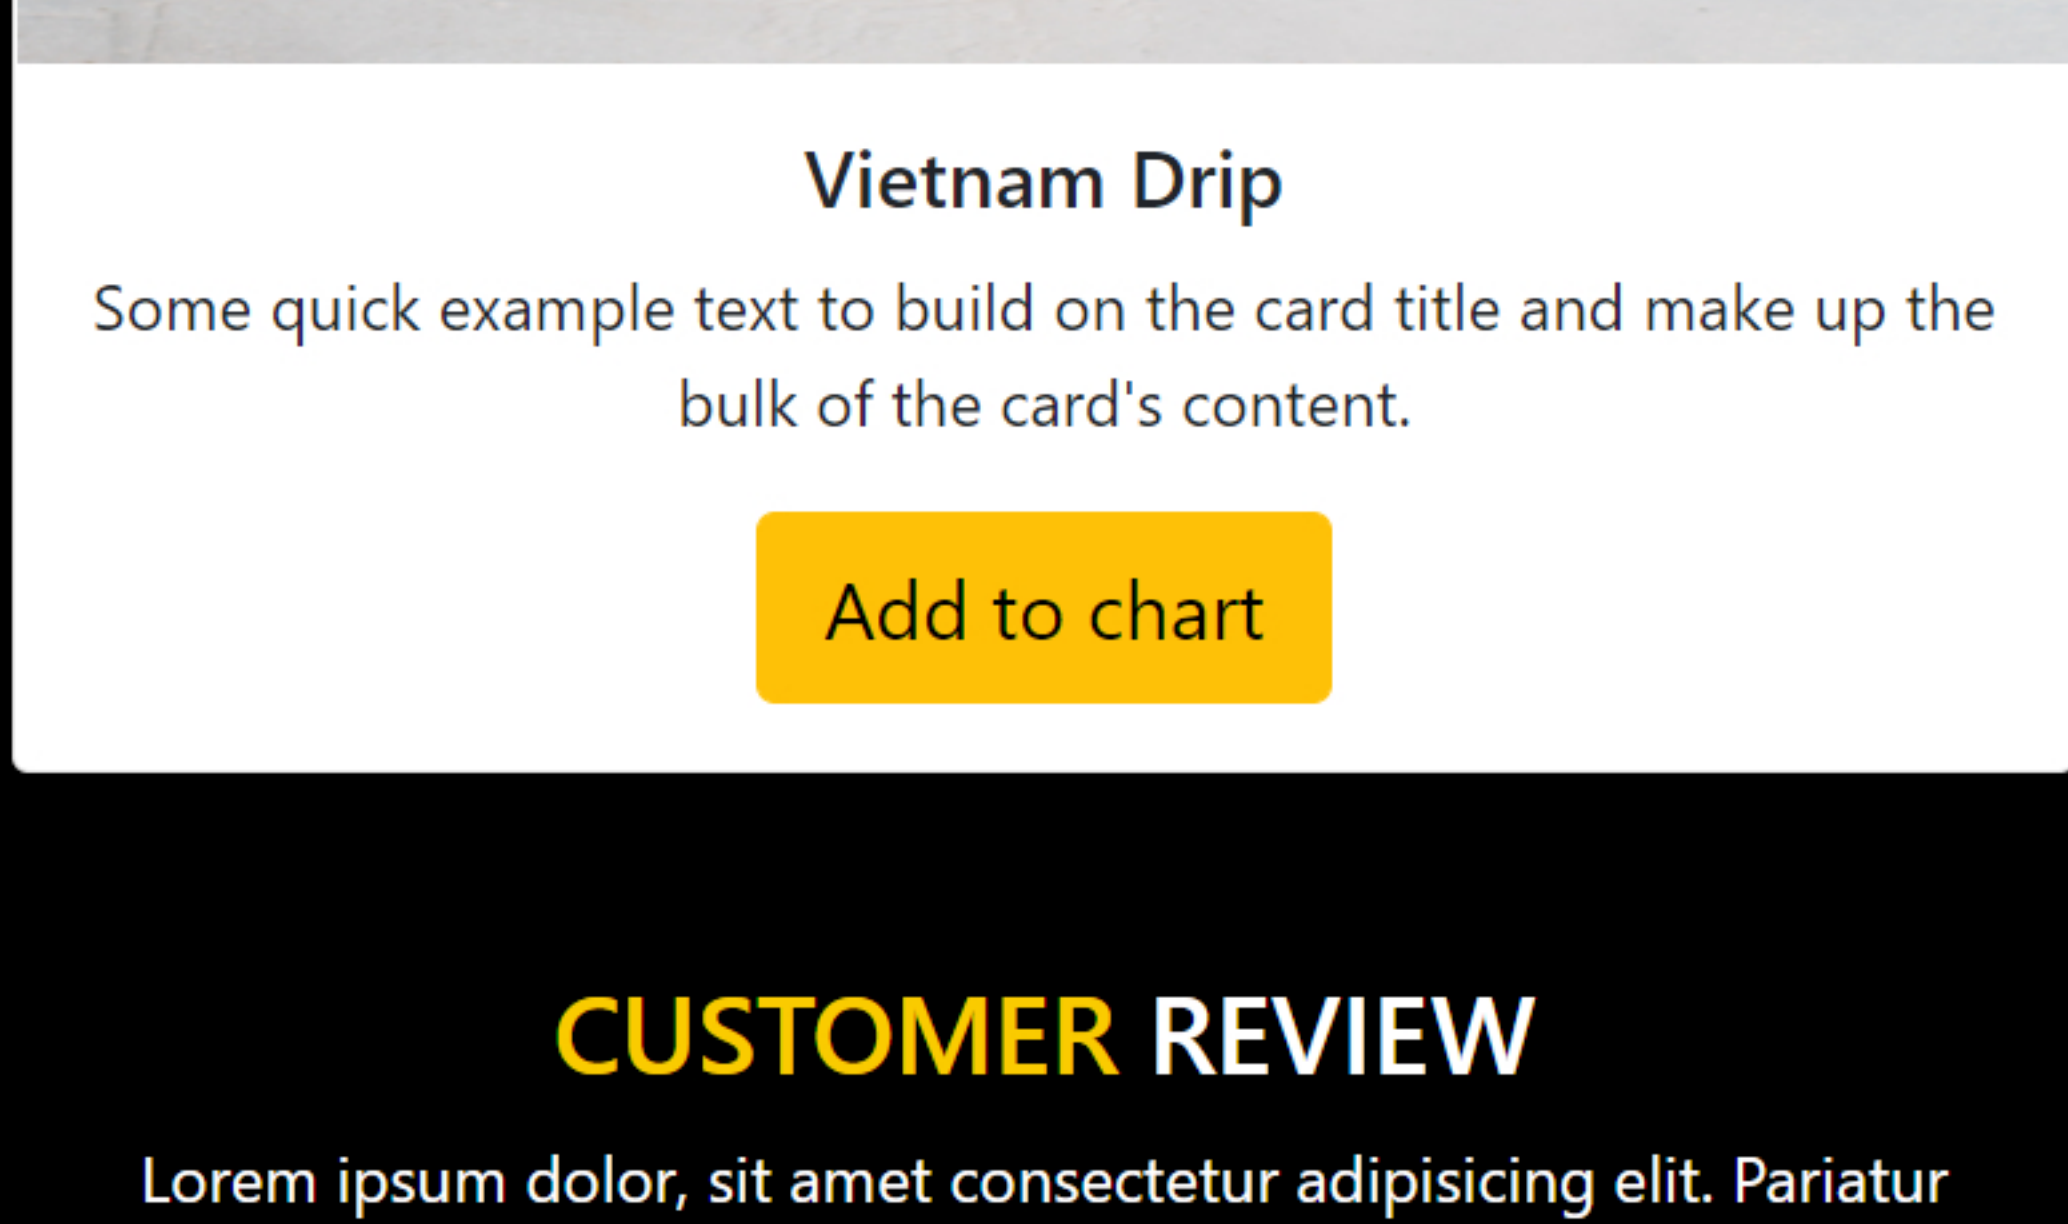 Vietnam Drip
Some quick example text to build on the card title and make up the
bulk of the card's content.
Add to chart
CUSTOMER REVIEW
Lorem ipsum dolor, sit amet consectetur adipisicing elit. Pariatur